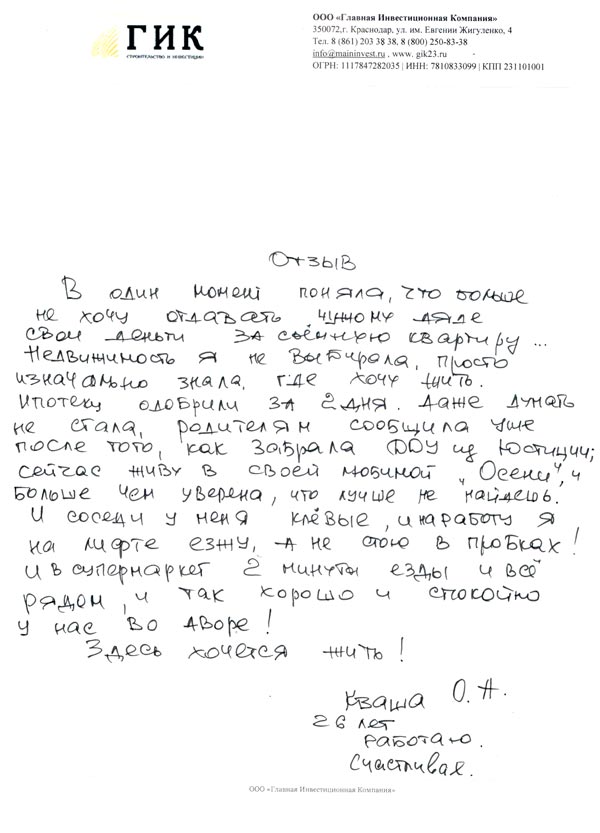 ГИК
СТРОИТЕЛЬСТВО И ИНВЕСТИЦИИ
ООО «Главная Инвестиционная Компания»
350072,г. Краснодар, ул. им. Евгении Жигуленко, 4
Тел. 8 (861) 203 38 38, 8 (800) 250-83-38
info@maininvest.ru , www. gik23.ru
ОГРН: 1117847282035 | ИНН: 7810833099 | КПП 231101001
Отзыв
В один момент поняла, что больше
не хочу отдавать чужому дяде
свои деньги за съёмную квартиру ...
Недвижимость я не выбирала, просто
изначально знала, где хочу жить.
Ипотеку одобрили за 2 дня. Даже думать
не стала, родителям сообщила уже
после того, как забрала ДДУ из Юстиции;
сейчас живу в своей любимой „Осени", и
больше чем уверена, что лучше не найдёшь.
И соседи у меня клёвые, и на работу я
на лифте езжу, а не стою в пробках!
и в супермаркет 2 минуты езды и всё
рядом, и так хорошо и спокойно
у нас во дворе!
Здесь хочется жить!
Кваша О.А.
26 лет
Работаю.
Счастливая.
ООО «Главная Инвестиционная Компания»